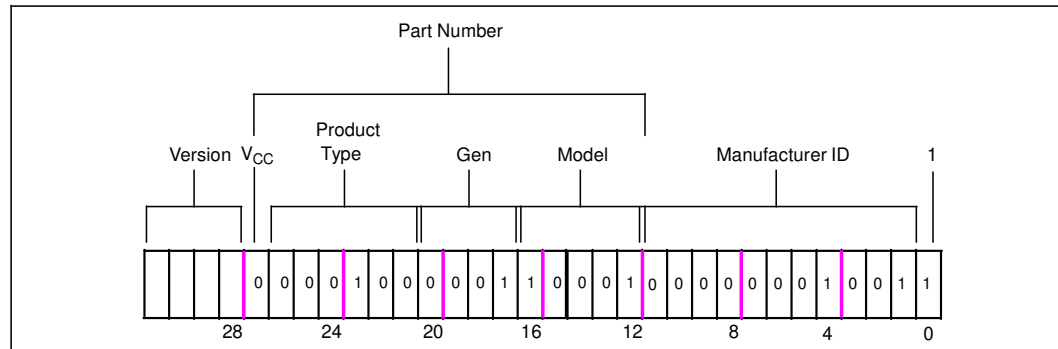 Part Number
Product
Version V_CC Type Gen Model Manufacturer ID 1
0 0 0 0 1 0 0 0 0 0 1 1 0 0 0 1 0 0 0 0 0 0 0 1 0 0 1 1
28 24 20 16 12 8 4 0